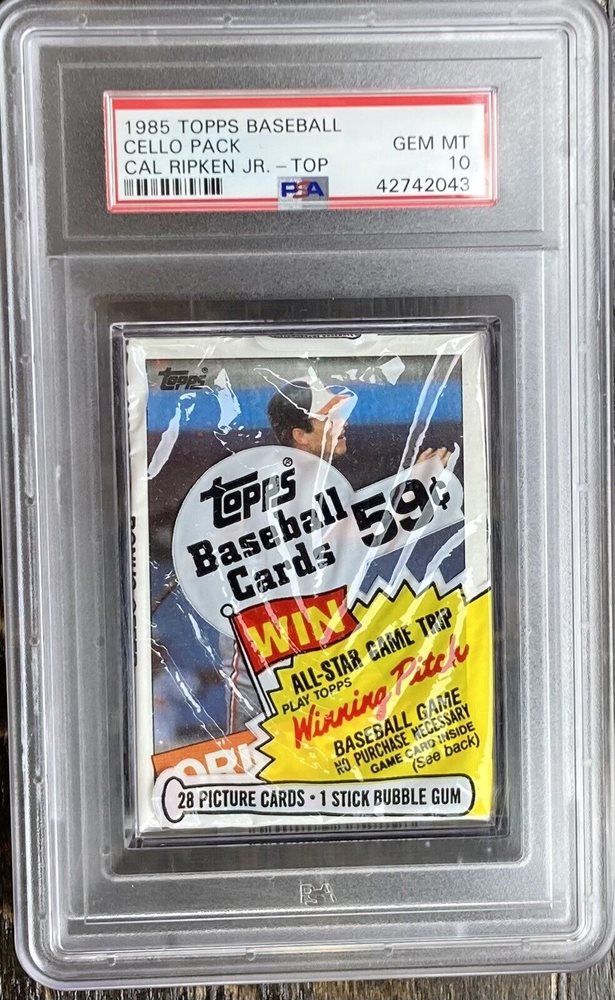 1985 TOPPS BASEBALL
CELLO PACK
GEM MT
CAL RIPKEN JR. – TOP
10
PSA
42742043
Topps
Topps®
Baseball
Cards
59¢
WIN
ALL-STAR GAME TRIP
PLAY TOPPS
Winning Pitch
BASEBALL GAME
NO PURCHASE NECESSARY
GAME CARD INSIDE
(See back)
ORI
28 PICTURE CARDS • 1 STICK BUBBLE GUM
PSA